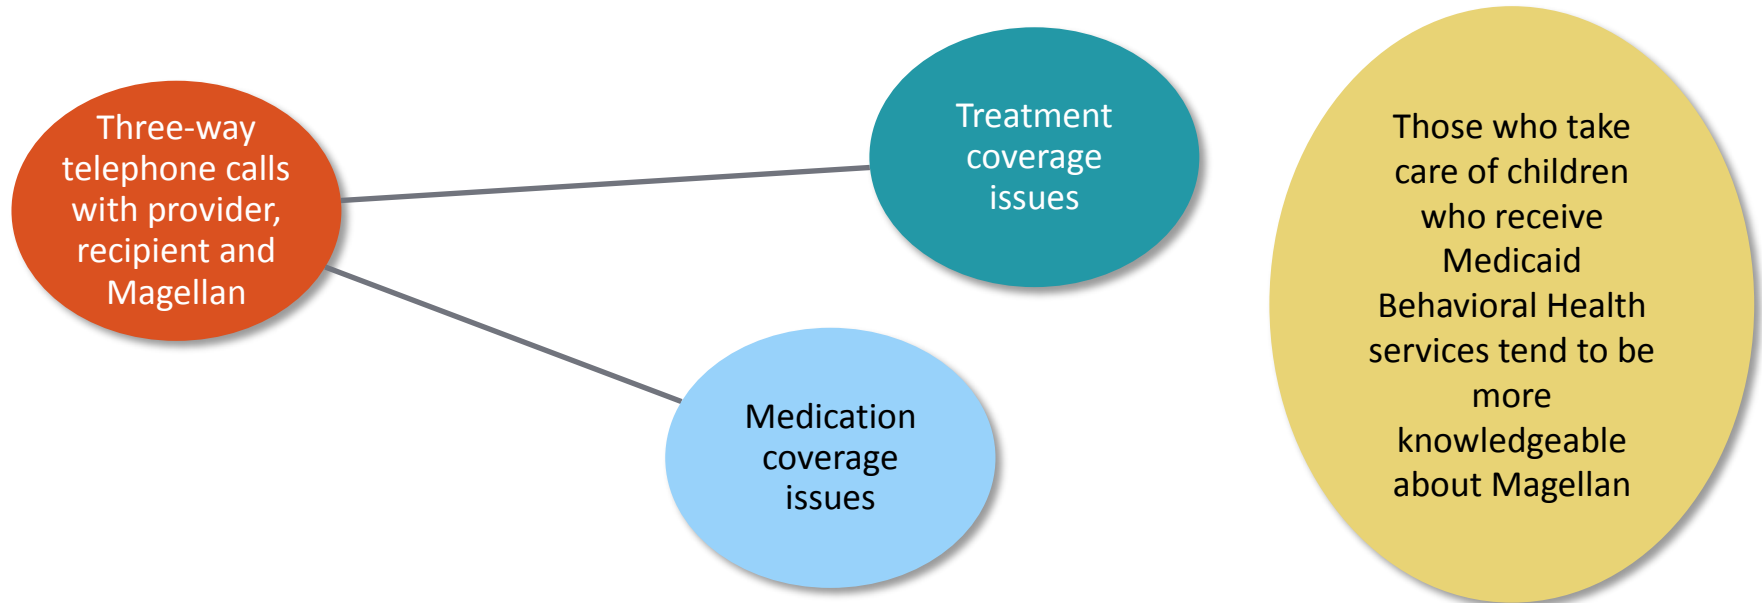 Three-way
telephone calls
with provider,
recipient and
Magellan
Treatment
coverage
issues
Medication
coverage
issues
Those who take
care of children
who receive
Medicaid
Behavioral Health
services tend to be
more
knowledgeable
about Magellan